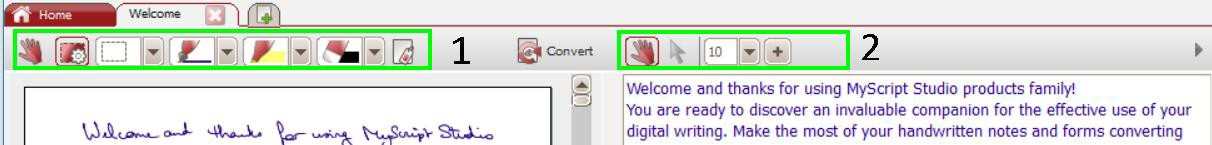 Home Welcome
1 Convert 10 2
Welcome and thanks for using MyScript Studio products family!
You are ready to discover an invaluable companion for the effective use of your
digital writing. Make the most of your handwritten notes and forms converting
Welcome and thanks for using MyScript Studio